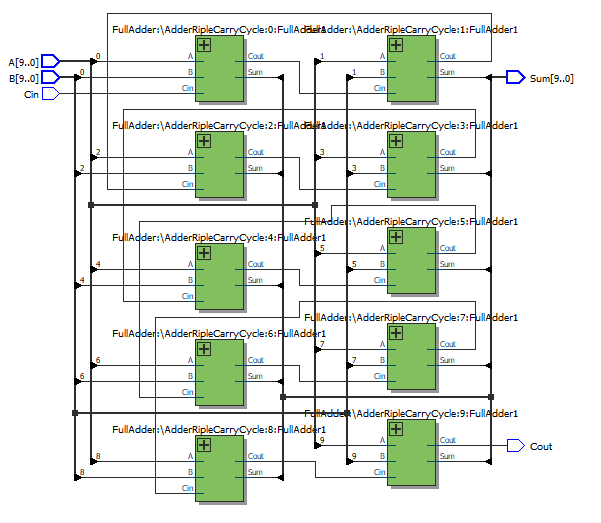 FullAdder:\AdderRipleCarryCycle:0:FullAdder1
FullAdder:\AdderRipleCarryCycle:1:FullAdder1
A[9..0]
0
A
Cout
1
A
Cout
B[9..0]
0
B
Sum
1
B
Sum
Sum[9..0]
Cin
Cin
Cin
FullAdder:\AdderRipleCarryCycle:2:FullAdder1
FullAdder:\AdderRipleCarryCycle:3:FullAdder1
2
A
Cout
3
A
Cout
2
B
Sum
3
B
Sum
Cin
Cin
FullAdder:\AdderRipleCarryCycle:4:FullAdder1
FullAdder:\AdderRipleCarryCycle:5:FullAdder1
4
A
Cout
5
A
Cout
4
B
Sum
5
B
Sum
Cin
Cin
FullAdder:\AdderRipleCarryCycle:6:FullAdder1
FullAdder:\AdderRipleCarryCycle:7:FullAdder1
6
A
Cout
7
A
Cout
6
B
Sum
7
B
Sum
Cin
Cin
FullAdder:\AdderRipleCarryCycle:8:FullAdder1
FullAdder:\AdderRipleCarryCycle:9:FullAdder1
8
A
Cout
9
A
Cout
Cout
8
B
Sum
9
B
Sum
Cin
Cin